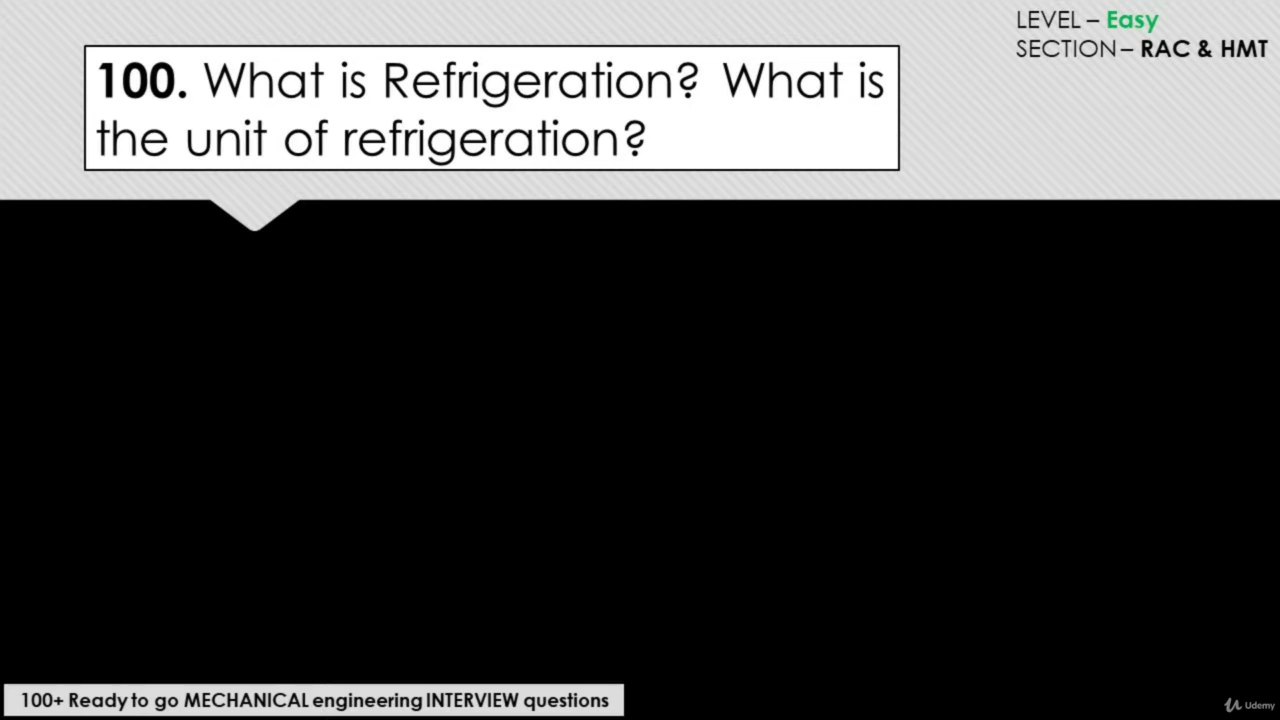 LEVEL – Easy
SECTION – RAC & HMT
100. What is Refrigeration? What is
the unit of refrigeration?
100+ Ready to go MECHANICAL engineering INTERVIEW questions
Udemy